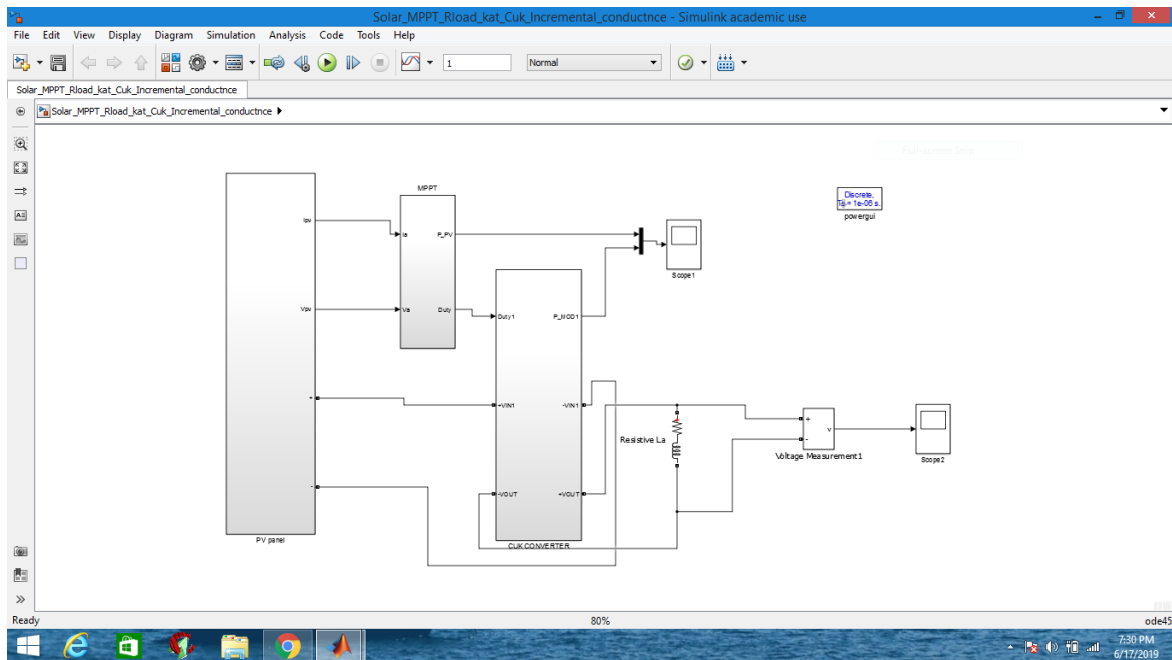 Solar_MPPT_Rload_kat_Cuk_Incremental_conductnce - Simulink academic use
File Edit View Display Diagram Simulation Analysis Code Tools Help
1 Normal
Solar_MPPT_Rload_kat_Cuk_Incremental_conductnce
Solar_MPPT_Rload_kat_Cuk_Incremental_conductnce
MPPT
Discrete,
= 1e-06 s.
powergui
Ipv
Ia
P_PV
Scope1
Vpv
Va
Duty
Duty1
P_MOD1
+
+VIN1
-VIN1
Resistive La
+
-
v
Voltage Measurement1
Scope2
-
-VOUT
+VOUT
PV panel
CUK CONVERTER
Ready
80%
ode45
7:30 PM
6/17/2019